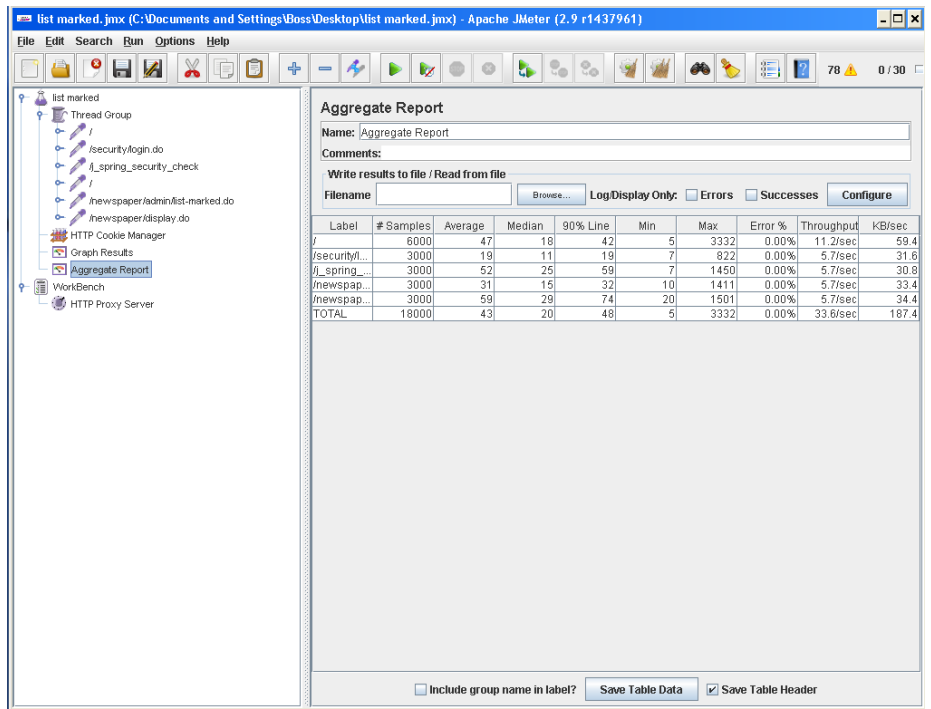 list marked.jmx (C:\Documents and Settings\Boss\Desktop\list marked.jmx) - Apache JMeter (2.9 r1437961)
File Edit Search Run Options Help
78 0 / 30
list marked
Thread Group
/
/security/login.do
/j_spring_security_check
/
/newspaper/admin/list-marked.do
/newspaper/display.do
HTTP Cookie Manager
Graph Results
Aggregate Report
WorkBench
HTTP Proxy Server
Aggregate Report
Name: Aggregate Report
Comments:
Write results to file / Read from file
Filename Browse... Log/Display Only: Errors Successes Configure
Label # Samples Average Median 90% Line Min Max Error % Throughput KB/sec
/ 6000 47 18 42 5 3332 0.00% 11.2/sec 59.4
/security/l... 3000 19 11 19 7 822 0.00% 5.7/sec 31.6
/j_spring_... 3000 52 25 59 7 1450 0.00% 5.7/sec 30.8
/newspap... 3000 31 15 32 10 1411 0.00% 5.7/sec 33.4
/newspap... 3000 59 29 74 20 1501 0.00% 5.7/sec 34.4
TOTAL 18000 43 20 48 5 3332 0.00% 33.6/sec 187.4
Include group name in label? Save Table Data Save Table Header